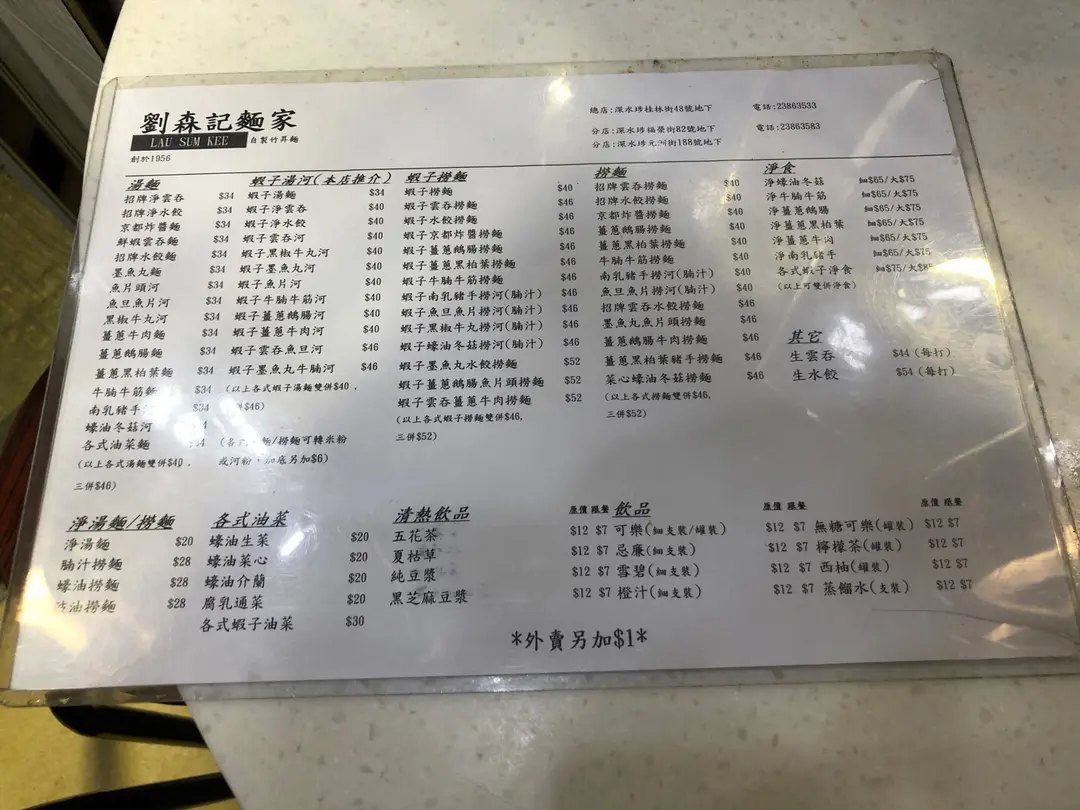 劉森記麵家
LAU SUM KEE 自製竹昇麵
創於1956
總店:深水埗桂林街48號地下 電話:23863533
分店:深水埗福榮街82號地下 電話:23863583
分店:深水埗元洲街188號地下
湯麵
招牌淨雲吞 $34
招牌淨水餃 $34
京都炸醬麵 $34
鮮蝦雲吞麵 $34
招牌水餃麵 $34
墨魚丸麵 $34
魚片頭河 $34
魚旦魚片河 $34
黑椒牛丸河 $34
薑蔥牛肉麵 $34
薑蔥鵝腸麵 $34
薑蔥黑柏葉麵 $34
牛腩牛筋麵 $34
南乳豬手 $34
蠔油冬菇河
各式油菜麵 $34
(以上各式湯麵雙併$40,
三併$46)
蝦子湯河(本店推介)
蝦子湯麵 $34
蝦子淨雲吞 $40
蝦子淨水餃 $40
蝦子雲吞河 $40
蝦子黑椒牛丸河 $40
蝦子墨魚丸河 $40
蝦子魚片河 $40
蝦子牛腩牛筋河 $40
蝦子薑蔥鵝腸河 $40
蝦子薑蔥牛肉河 $40
蝦子雲吞魚旦河 $40
蝦子墨魚丸牛腩河 $46
(以上各式蝦子湯麵雙併$40,
併$46)
麵/撈麵可轉米粉
或河粉,加底另加$6)
蝦子撈麵
蝦子撈麵 $40
蝦子雲吞撈麵 $46
蝦子水餃撈麵 $46
蝦子京都炸醬撈麵 $46
蝦子薑蔥鵝腸撈麵 $46
蝦子薑蔥黑柏葉撈麵 $46
蝦子牛腩牛筋撈麵 $46
蝦子南乳豬手撈河(腩汁) $46
蝦子魚旦魚片撈河(腩汁) $46
蝦子黑椒牛丸撈河(腩汁) $46
蝦子蠔油冬菇撈河(腩汁) $46
蝦子墨魚丸水餃撈麵 $52
蝦子薑蔥鵝腸魚片頭撈麵 $52
蝦子雲吞薑蔥牛肉撈麵 $52
(以上各式蝦子撈麵雙併$46,
三併$52)
撈麵
招牌雲吞撈麵 $40
招牌水餃撈麵 $40
京都炸醬撈麵 $40
薑蔥鵝腸撈麵 $40
薑蔥黑柏葉撈麵 $40
牛腩牛筋撈麵 $40
南乳豬手撈河(腩汁) $40
魚旦魚片撈河(腩汁) $40
招牌雲吞水餃撈麵 $46
墨魚丸魚片頭撈麵 $46
薑蔥鵝腸牛肉撈麵 $46
薑蔥黑柏葉豬手撈麵 $46
菜心蠔油冬菇撈麵 $46
(以上各式撈麵雙併$46,
三併$52)
淨食
淨蠔油冬菇 細$65/大$75
淨牛腩牛筋 細$65/大$75
淨薑蔥鵝腸 細$65/大$75
淨薑蔥黑柏葉 細$65/大$75
淨薑蔥牛肉 細$65/大$75
淨南乳豬手 細$65/大$75
各式蝦子淨食 細$75/大
(以上可雙併淨食)
其它
生雲吞 $44 (每打)
生水餃 $54 (每打)
淨湯麵/撈麵
淨湯麵 $20
腩汁撈麵 $28
蠔油撈麵 $28
油撈麵 $28
各式油菜
蠔油生菜 $20
蠔油菜心 $20
蠔油介蘭 $20
腐乳通菜 $20
各式蝦子油菜 $30
清熱飲品 原價 跟餐
五花茶 $12 $7
夏枯草 $12 $7
純豆漿 $12 $7
黑芝麻豆漿 $12 $7
飲品 原價 跟餐 原價 跟餐
可樂(細支裝/罐裝) $12 $7 無糖可樂(罐裝) $12 $7
忌廉(細支裝) $12 $7 檸檬茶(罐裝) $12 $7
雪碧(細支裝) $12 $7 西柚(罐裝) $12 $7
橙汁(細支裝) $12 $7 蒸餾水(支裝) $12 $7
*外賣另加$1*